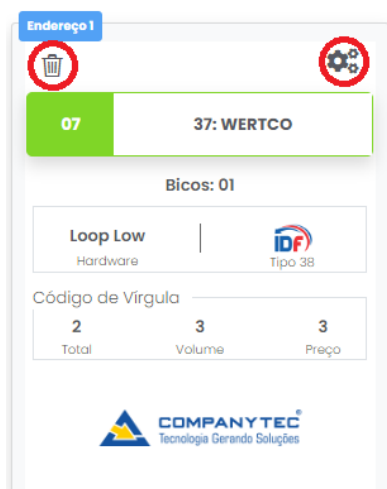 Endereço 1
07 37: WERTCO
Bicos: 01
Loop Low iDF
Hardware Tipo 38
Código de Vírgula
2 3 3
Total Volume Preço
COMPANYTEC
Tecnologia Gerando Soluções